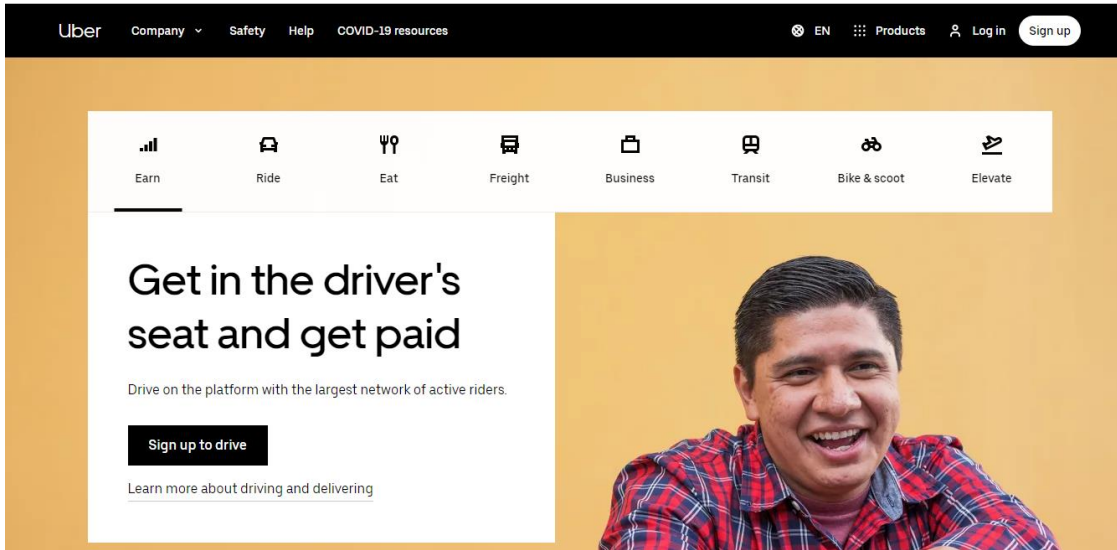 Uber Company Safety Help COVID-19 resources EN Products Log in Sign up
Earn Ride Eat Freight Business Transit Bike & scoot Elevate
Get in the driver's
seat and get paid
Drive on the platform with the largest network of active riders.
Sign up to drive
Learn more about driving and delivering